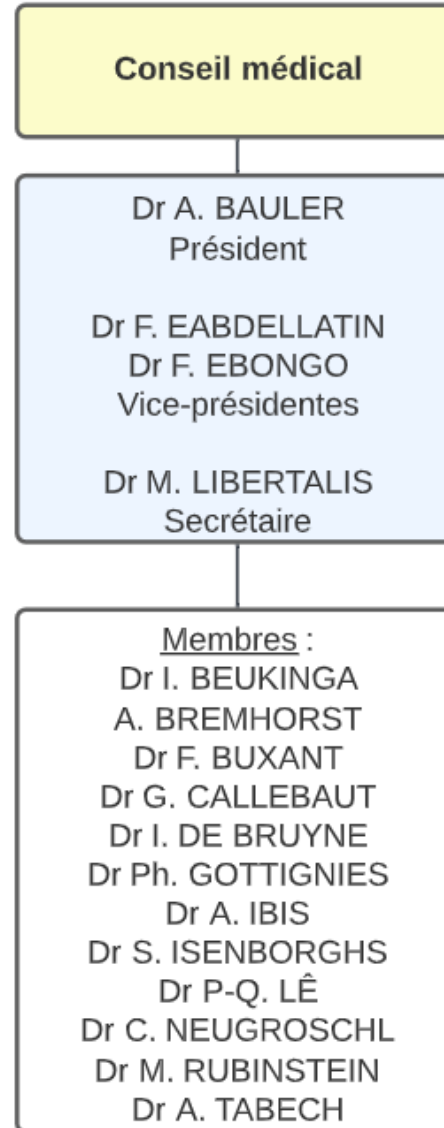 Conseil médical
Dr A. BAULER
Président
Dr F. EABDELLATIN
Dr F. EBONGO
Vice-présidentes
Dr M. LIBERTALIS
Secrétaire
Membres :
Dr I. BEUKINGA
A. BREMHORST
Dr F. BUXANT
Dr G. CALLEBAUT
Dr I. DE BRUYNE
Dr Ph. GOTTIGNIES
Dr A. IBIS
Dr S. ISENBORGHS
Dr P-Q. LÊ
Dr C. NEUGROSCHL
Dr M. RUBINSTEIN
Dr A. TABECH